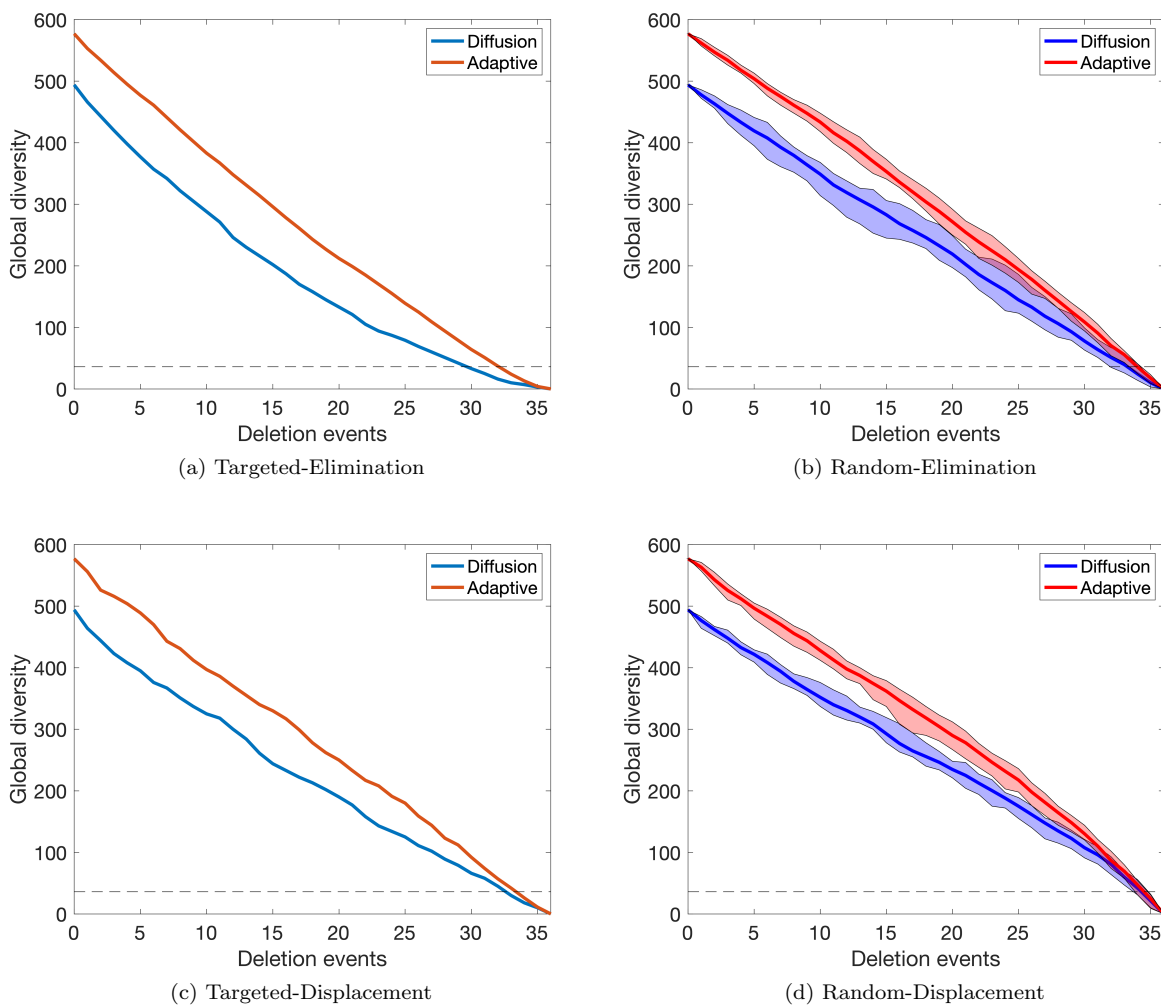 600
500
400
300
200
100
0
Global diversity
Diffusion
Adaptive
0 5 10 15 20 25 30 35
Deletion events
(a) Targeted-Elimination
600
500
400
300
200
100
0
Global diversity
Diffusion
Adaptive
0 5 10 15 20 25 30 35
Deletion events
(b) Random-Elimination
600
500
400
300
200
100
0
Global diversity
Diffusion
Adaptive
0 5 10 15 20 25 30 35
Deletion events
(c) Targeted-Displacement
600
500
400
300
200
100
0
Global diversity
Diffusion
Adaptive
0 5 10 15 20 25 30 35
Deletion events
(d) Random-Displacement